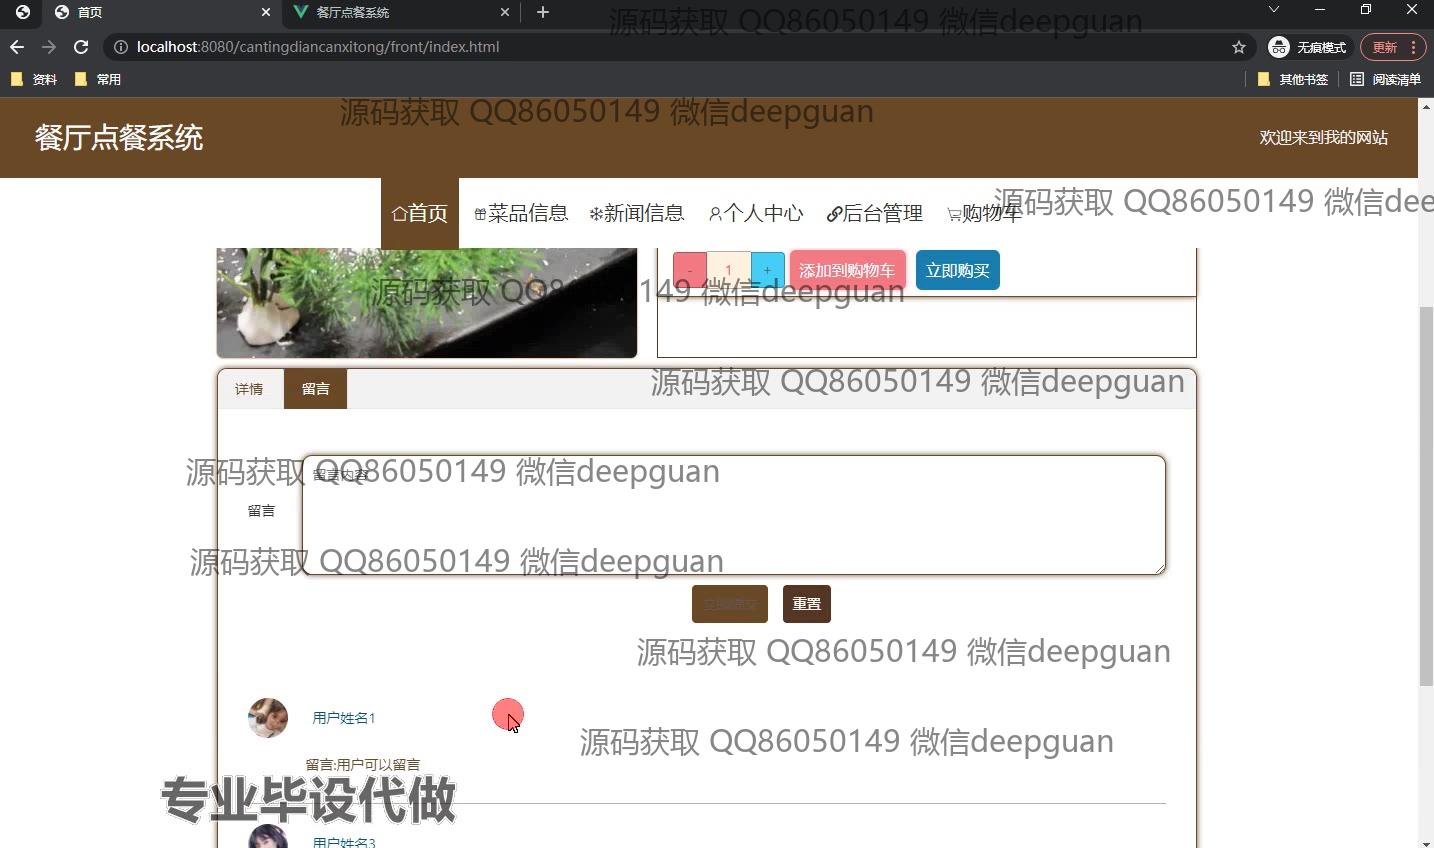 首页
餐厅点餐系统
源码获取 QQ86050149 微信deepguan
localhost:8080/cantingdiancanxitong/front/index.html
无痕模式
更新
资料
常用
其他书签
阅读清单
源码获取 QQ86050149 微信deepguan
餐厅点餐系统
欢迎来到我的网站
首页
菜品信息
新闻信息
个人中心
后台管理
购物车
源码获取 QQ86050149 微信dee
- 1 +
添加到购物车
立即购买
源码获取 QQ86050149 微信deepguan
详情
留言
源码获取 QQ86050149 微信deepguan
源码获取 QQ86050149 微信deepguan
留言内容
留言
源码获取 QQ86050149 微信deepguan
立即提交
重置
源码获取 QQ86050149 微信deepguan
用户姓名1
源码获取 QQ86050149 微信deepguan
留言:用户可以留言
专业毕设代做
用户姓名3